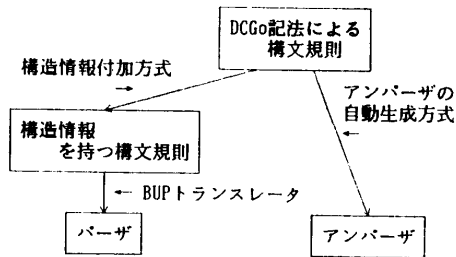 DCGo記法による
構文規則
構造情報付加方式
→
アンパーザの
自動生成方式
←
構造情報
を持つ構文規則
← BUPトランスレータ
パーザ
アンパーザ